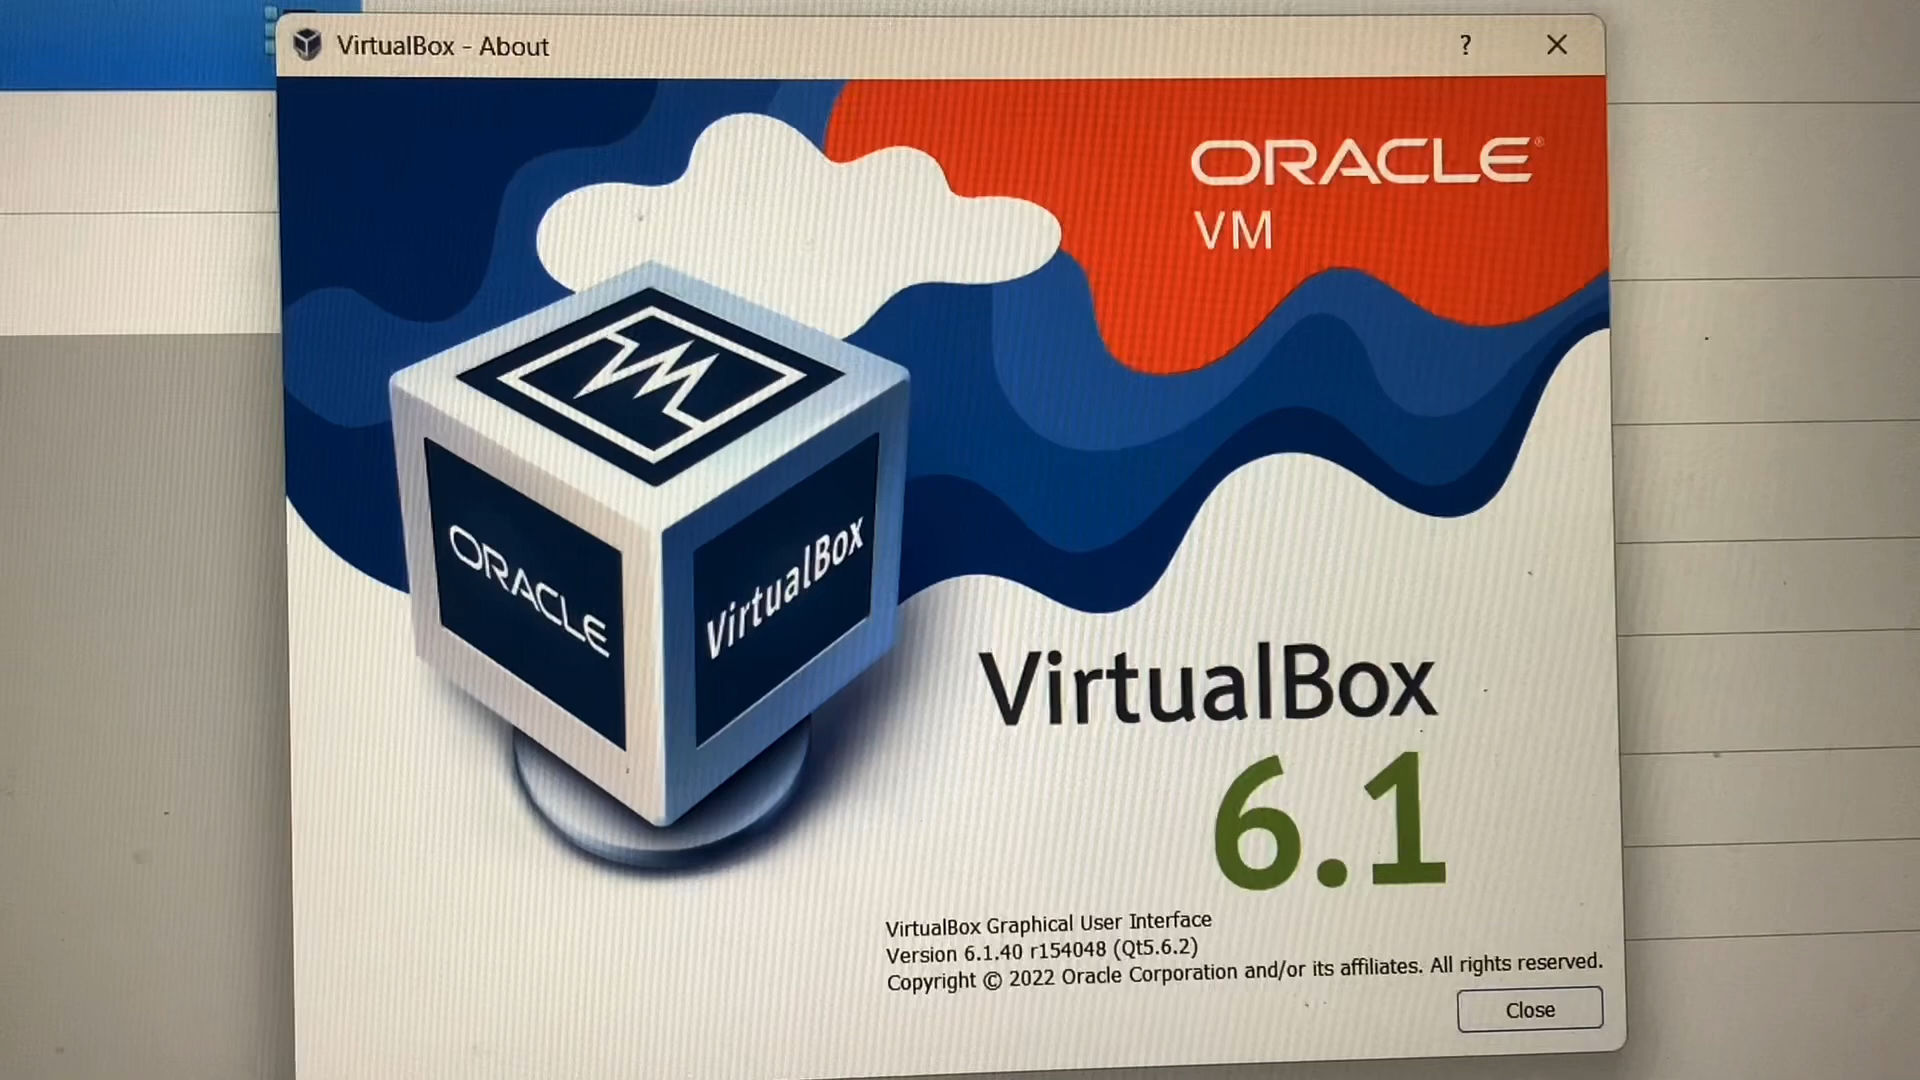 VirtualBox - About
?
ORACLE®
VM
VM
ORACLE
VirtualBox
VirtualBox
6.1
VirtualBox Graphical User Interface
Version 6.1.40 r154048 (Qt5.6.2)
Copyright © 2022 Oracle Corporation and/or its affiliates. All rights reserved.
Close